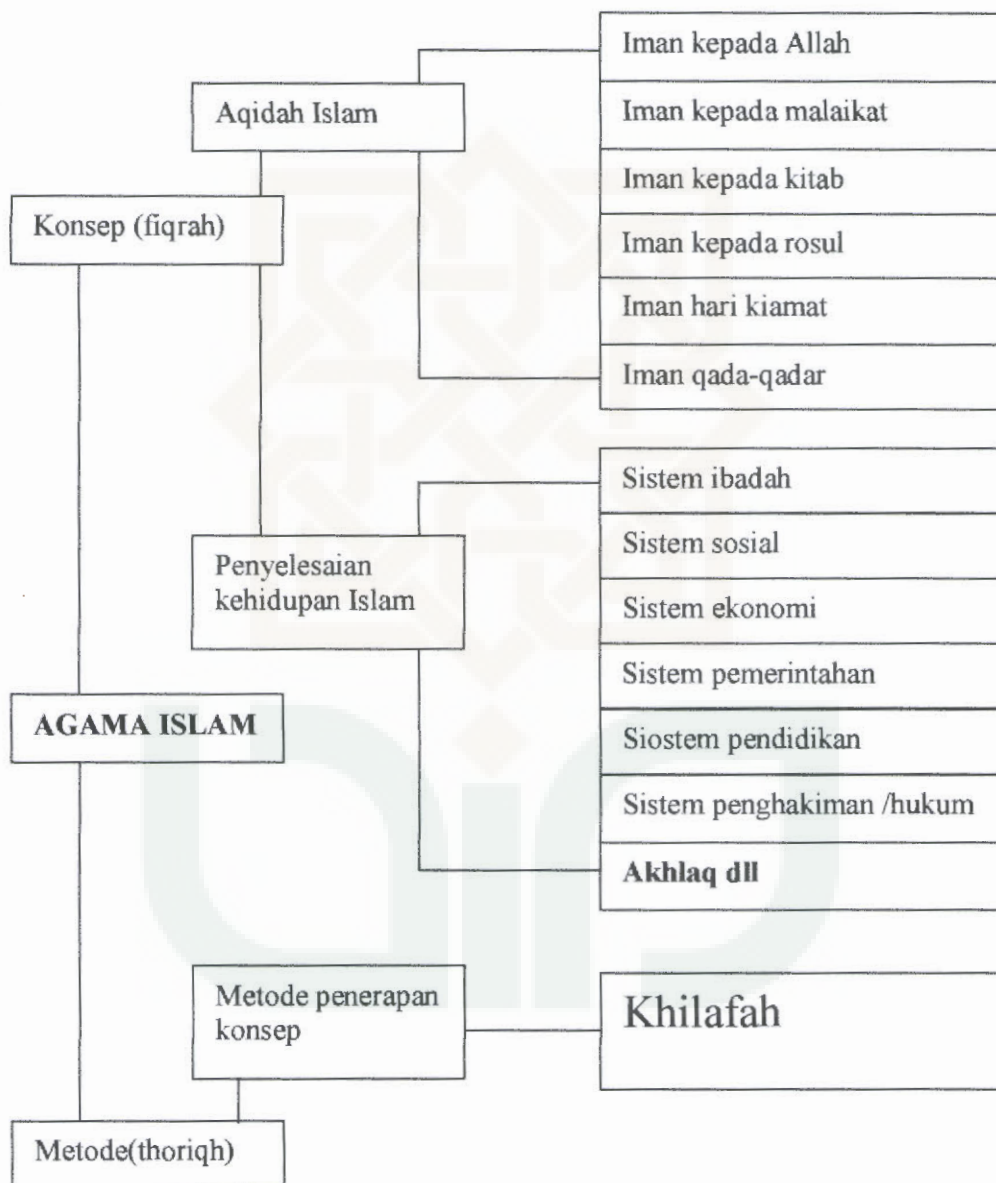 Iman kepada Allah
Aqidah Islam
Iman kepada malaikat
Iman kepada kitab
Konsep (fiqrah)
Iman kepada rosul
Iman hari kiamat
Iman qada-qadar
Sistem ibadah
Sistem sosial
Penyelesaian
kehidupan Islam
Sistem ekonomi
Sistem pemerintahan
AGAMA ISLAM
Siostem pendidikan
Sistem penghakiman /hukum
Akhlaq dll
Metode penerapan
konsep
Khilafah
Metode(thoriqh)